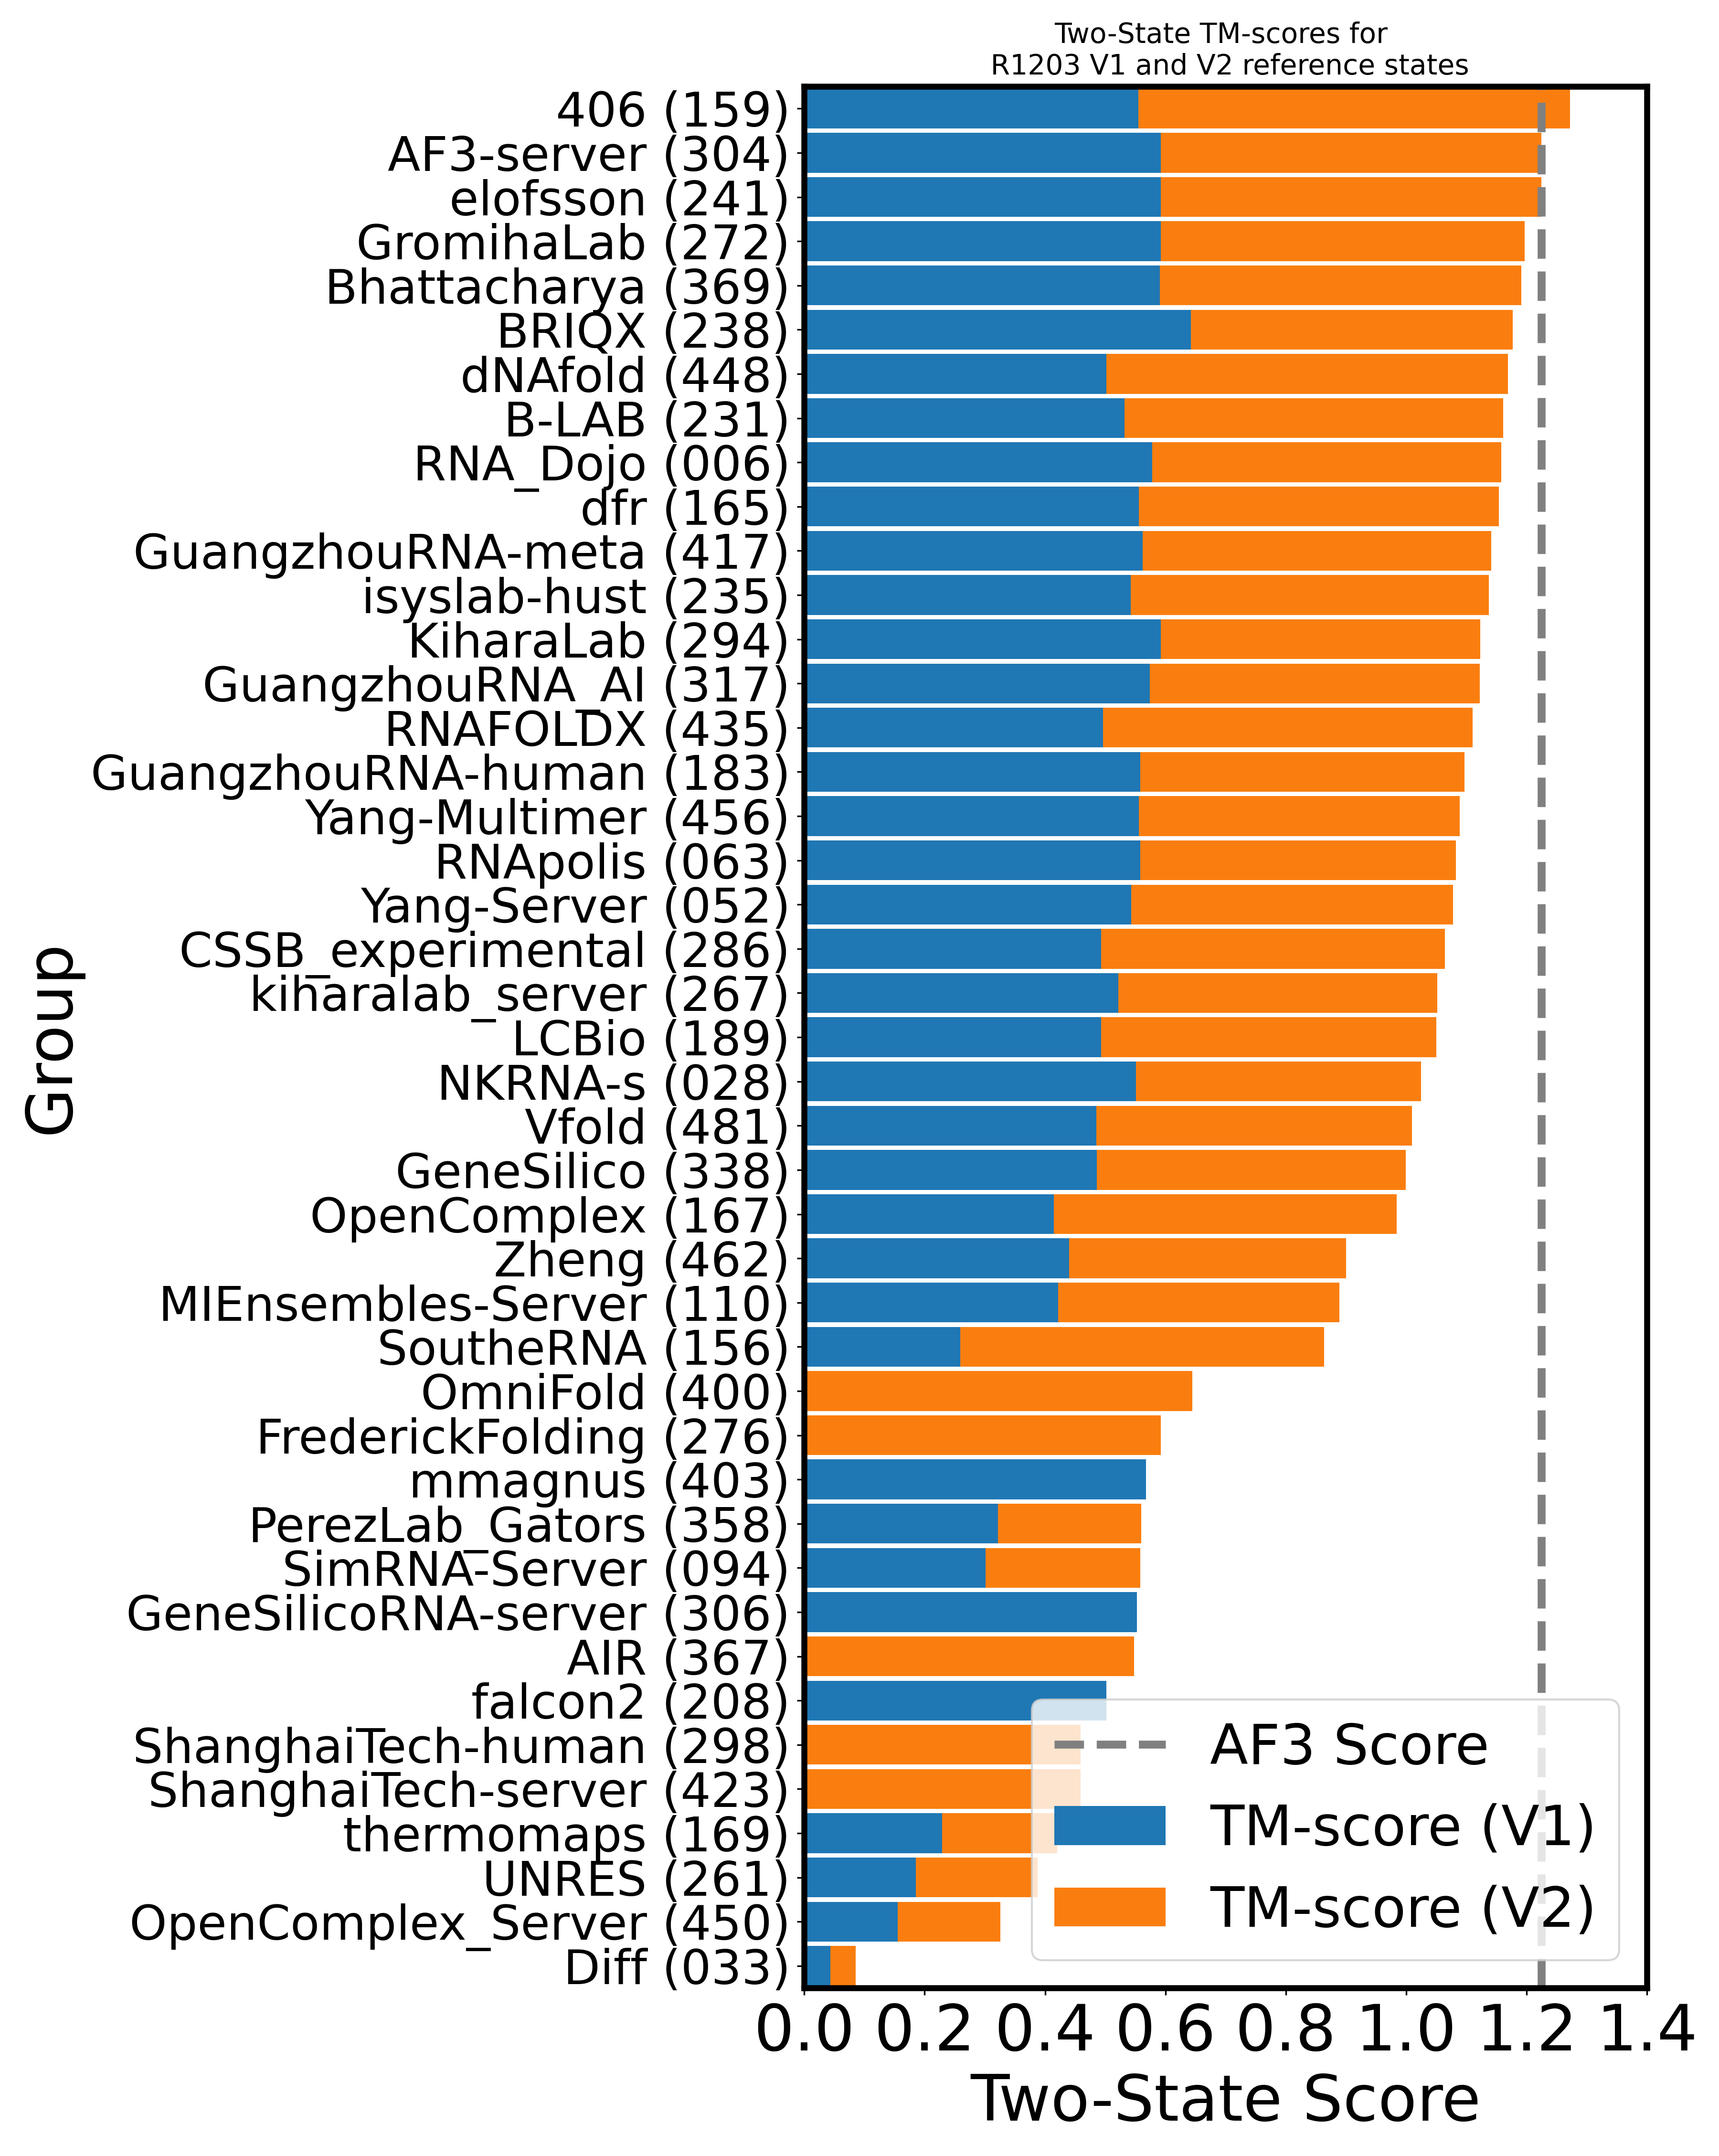 Two-State TM-scores for
R1203 V1 and V2 reference states
406 (159)
AF3-server (304)
elofsson (241)
GromihaLab (272)
Bhattacharya (369)
BRIQX (238)
dNAfold (448)
B-LAB (231)
RNA_Dojo (006)
dfr (165)
GuangzhouRNA-meta (417)
isyslab-hust (235)
KiharaLab (294)
GuangzhouRNA_AI (317)
RNAFOLDX (435)
GuangzhouRNA-human (183)
Yang-Multimer (456)
RNApolis (063)
Yang-Server (052)
CSSB_experimental (286)
kiharalab_server (267)
LCBio (189)
NKRNA-s (028)
Vfold (481)
GeneSilico (338)
OpenComplex (167)
Zheng (462)
MIEnsembles-Server (110)
SoutheRNA (156)
OmniFold (400)
FrederickFolding (276)
mmagnus (403)
PerezLab_Gators (358)
SimRNA-Server (094)
GeneSilicoRNA-server (306)
AIR (367)
falcon2 (208)
ShanghaiTech-human (298)
ShanghaiTech-server (423)
thermomaps (169)
UNRES (261)
OpenComplex_Server (450)
Diff (033)
Group
AF3 Score
TM-score (V1)
TM-score (V2)
0.0 0.2 0.4 0.6 0.8 1.0 1.2 1.4
Two-State Score